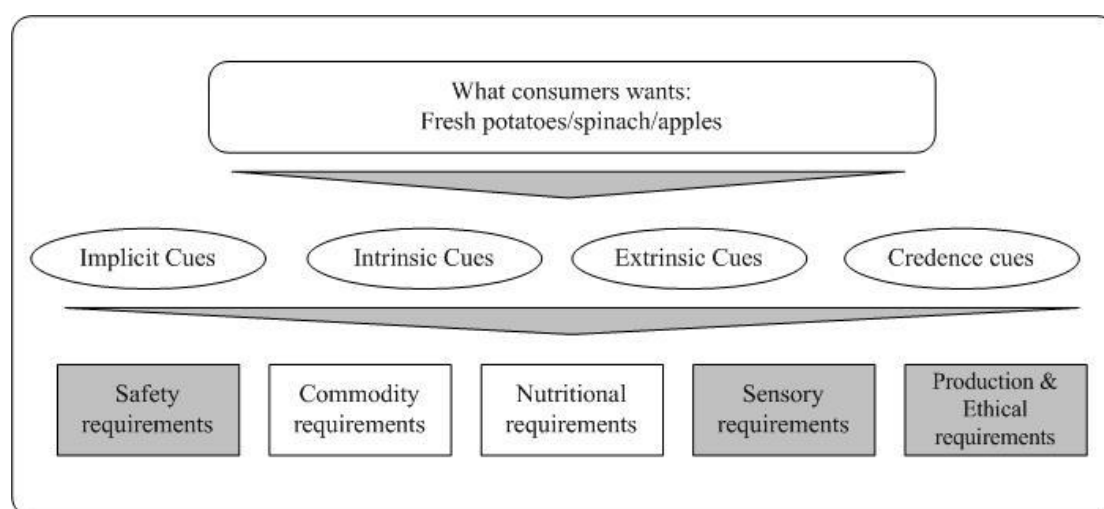 What consumers wants:
Fresh potatoes/spinach/apples
Implicit Cues
Intrinsic Cues
Extrinsic Cues
Credence cues
Safety
requirements
Commodity
requirements
Nutritional
requirements
Sensory
requirements
Production &
Ethical
requirements